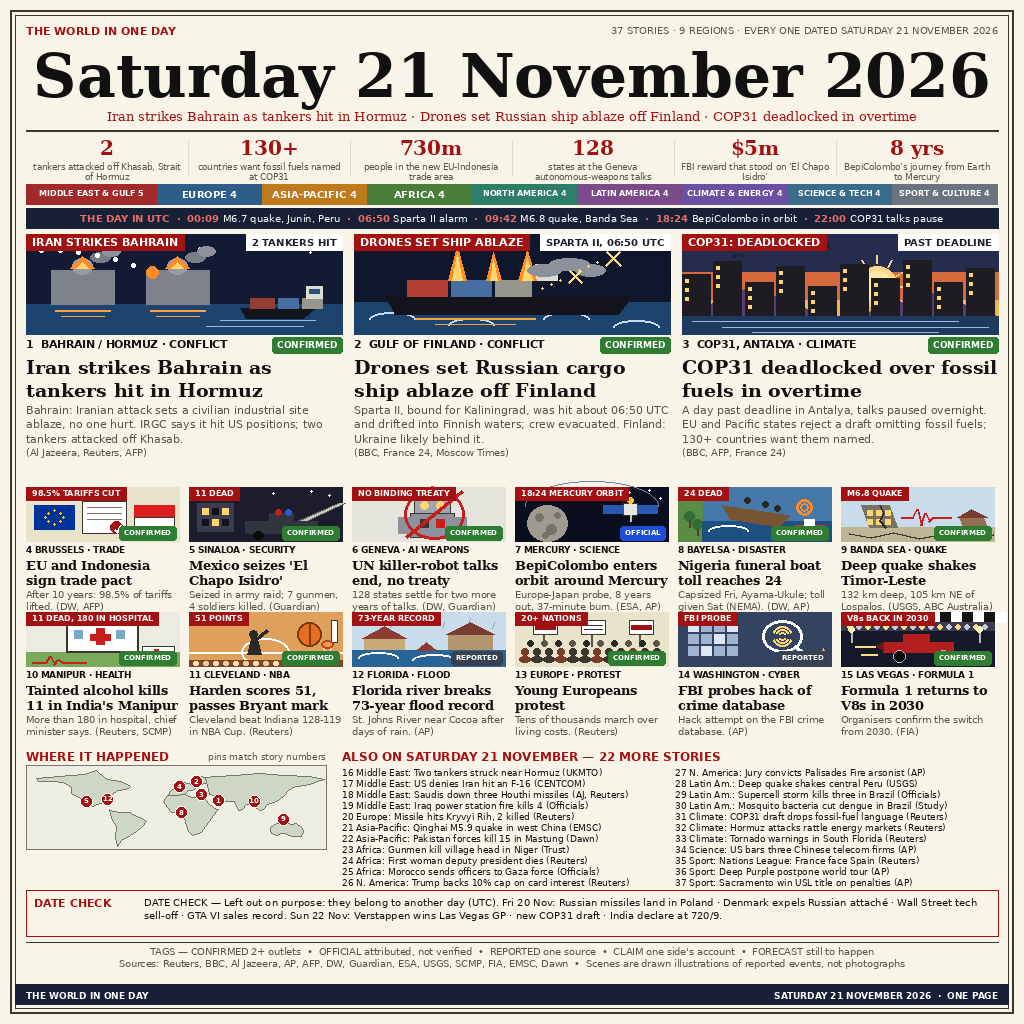 THE WORLD IN ONE DAY
37 STORIES · 9 REGIONS · EVERY ONE DATED SATURDAY 21 NOVEMBER 2026
Saturday 21 November 2026
Iran strikes Bahrain as tankers hit in Hormuz · Drones set Russian ship ablaze off Finland · COP31 deadlocked in overtime
2
tankers attacked off Khasab, Strait
of Hormuz
130+
countries want fossil fuels named
at COP31
730m
people in the new EU-Indonesia
trade area
128
states at the Geneva
autonomous-weapons talks
$5m
FBI reward that stood on 'El Chapo
Isidro'
8 yrs
BepiColombo's journey from Earth
to Mercury
MIDDLE EAST & GULF 5
EUROPE 4
ASIA-PACIFIC 4
AFRICA 4
NORTH AMERICA 4
LATIN AMERICA 4
CLIMATE & ENERGY 4
SCIENCE & TECH 4
SPORT & CULTURE 4
THE DAY IN UTC · 00:09 M6.7 quake, Junín, Peru · 06:50 Sparta II alarm · 09:42 M6.8 quake, Banda Sea · 18:24 BepiColombo in orbit · 22:00 COP31 talks pause
IRAN STRIKES BAHRAIN
2 TANKERS HIT
1 BAHRAIN / HORMUZ · CONFLICT
CONFIRMED
Iran strikes Bahrain as
tankers hit in Hormuz
Bahrain: Iranian attack sets a civilian industrial site
ablaze, no one hurt. IRGC says it hit US positions; two
tankers attacked off Khasab.
(Al Jazeera, Reuters, AFP)
DRONES SET SHIP ABLAZE
SPARTA II, 06:50 UTC
2 GULF OF FINLAND · CONFLICT
CONFIRMED
Drones set Russian cargo
ship ablaze off Finland
Sparta II, bound for Kaliningrad, was hit about 06:50 UTC
and drifted into Finnish waters; crew evacuated. Finland:
Ukraine likely behind it.
(BBC, France 24, Moscow Times)
COP31: DEADLOCKED
PAST DEADLINE
3 COP31, ANTALYA · CLIMATE
CONFIRMED
COP31 deadlocked over fossil
fuels in overtime
A day past deadline in Antalya, talks paused overnight.
EU and Pacific states reject a draft omitting fossil fuels;
130+ countries want them named.
(BBC, AFP, France 24)
98.5% TARIFFS CUT
CONFIRMED
4 BRUSSELS · TRADE
EU and Indonesia
sign trade pact
After 10 years: 98.5% of tariffs
lifted. (DW, AFP)
11 DEAD
CONFIRMED
5 SINALOA · SECURITY
Mexico seizes 'El
Chapo Isidro'
Seized in army raid; 7 gunmen,
4 soldiers killed. (Guardian)
NO BINDING TREATY
CONFIRMED
6 GENEVA · AI WEAPONS
UN killer-robot talks
end, no treaty
128 states settle for two more
years of talks. (DW, Guardian)
18:24 MERCURY ORBIT
OFFICIAL
7 MERCURY · SCIENCE
BepiColombo enters
orbit around Mercury
Europe-Japan probe, 8 years
out, 37-minute burn. (ESA, AP)
24 DEAD
CONFIRMED
8 BAYELSA · DISASTER
Nigeria funeral boat
toll reaches 24
Capsized Fri, Ayama-Ukule; toll
given Sat (NEMA). (DW, AP)
M6.8 QUAKE
CONFIRMED
9 BANDA SEA · QUAKE
Deep quake shakes
Timor-Leste
132 km deep, 105 km NE of
Lospalos. (USGS, ABC Australia)
11 DEAD, 180 IN HOSPITAL
CONFIRMED
10 MANIPUR · HEALTH
Tainted alcohol kills
11 in India's Manipur
More than 180 in hospital, chief
minister says. (Reuters, SCMP)
51 POINTS
CONFIRMED
11 CLEVELAND · NBA
Harden scores 51,
passes Bryant mark
Cleveland beat Indiana 128-119
in NBA Cup. (Reuters)
73-YEAR RECORD
REPORTED
12 FLORIDA · FLOOD
Florida river breaks
73-year flood record
St. Johns River near Cocoa after
days of rain. (AP)
20+ NATIONS
CONFIRMED
13 EUROPE · PROTEST
Young Europeans
protest
Tens of thousands march over
living costs. (Reuters)
FBI PROBE
REPORTED
14 WASHINGTON · CYBER
FBI probes hack of
crime database
Hack attempt on the FBI crime
database. (AP)
V8s BACK IN 2030
CONFIRMED
15 LAS VEGAS · FORMULA 1
Formula 1 returns to
V8s in 2030
Organisers confirm the switch
from 2030. (FIA)
WHERE IT HAPPENED
pins match story numbers
5
12
4
2
3
1
8
10
9
ALSO ON SATURDAY 21 NOVEMBER — 22 MORE STORIES
16 Middle East: Two tankers struck near Hormuz (UKMTO)
17 Middle East: US denies Iran hit an F-16 (CENTCOM)
18 Middle East: Saudis down three Houthi missiles (AJ, Reuters)
19 Middle East: Iraq power station fire kills 4 (Officials)
20 Europe: Missile hits Kryvyi Rih, 2 killed (Reuters)
21 Asia-Pacific: Qinghai M5.9 quake in west China (EMSC)
22 Asia-Pacific: Pakistan forces kill 15 in Mastung (Dawn)
23 Africa: Gunmen kill village head in Niger (Trust)
24 Africa: First woman deputy president dies (Reuters)
25 Africa: Morocco sends officers to Gaza force (Officials)
26 N. America: Trump backs 10% cap on card interest (Reuters)
27 N. America: Jury convicts Palisades Fire arsonist (AP)
28 Latin Am.: Deep quake shakes central Peru (USGS)
29 Latin Am.: Supercell storm kills three in Brazil (Officials)
30 Latin Am.: Mosquito bacteria cut dengue in Brazil (Study)
31 Climate: COP31 draft drops fossil-fuel language (Reuters)
32 Climate: Hormuz attacks rattle energy markets (Reuters)
33 Climate: Tornado warnings in South Florida (Reuters)
34 Science: US bars three Chinese telecom firms (AP)
35 Sport: Nations League: France face Spain (Reuters)
36 Sport: Deep Purple postpone world tour (AP)
37 Sport: Sacramento win USL title on penalties (AP)
DATE CHECK
DATE CHECK — Left out on purpose: they belong to another day (UTC). Fri 20 Nov: Russian missiles land in Poland · Denmark expels Russian attaché · Wall Street tech
sell-off · GTA VI sales record. Sun 22 Nov: Verstappen wins Las Vegas GP · new COP31 draft · India declare at 720/9.
TAGS — CONFIRMED 2+ outlets • OFFICIAL attributed, not verified • REPORTED one source • CLAIM one side's account • FORECAST still to happen
Sources: Reuters, BBC, Al Jazeera, AP, AFP, DW, Guardian, ESA, USGS, SCMP, FIA, EMSC, Dawn • Scenes are drawn illustrations of reported events, not photographs
THE WORLD IN ONE DAY
SATURDAY 21 NOVEMBER 2026 · ONE PAGE